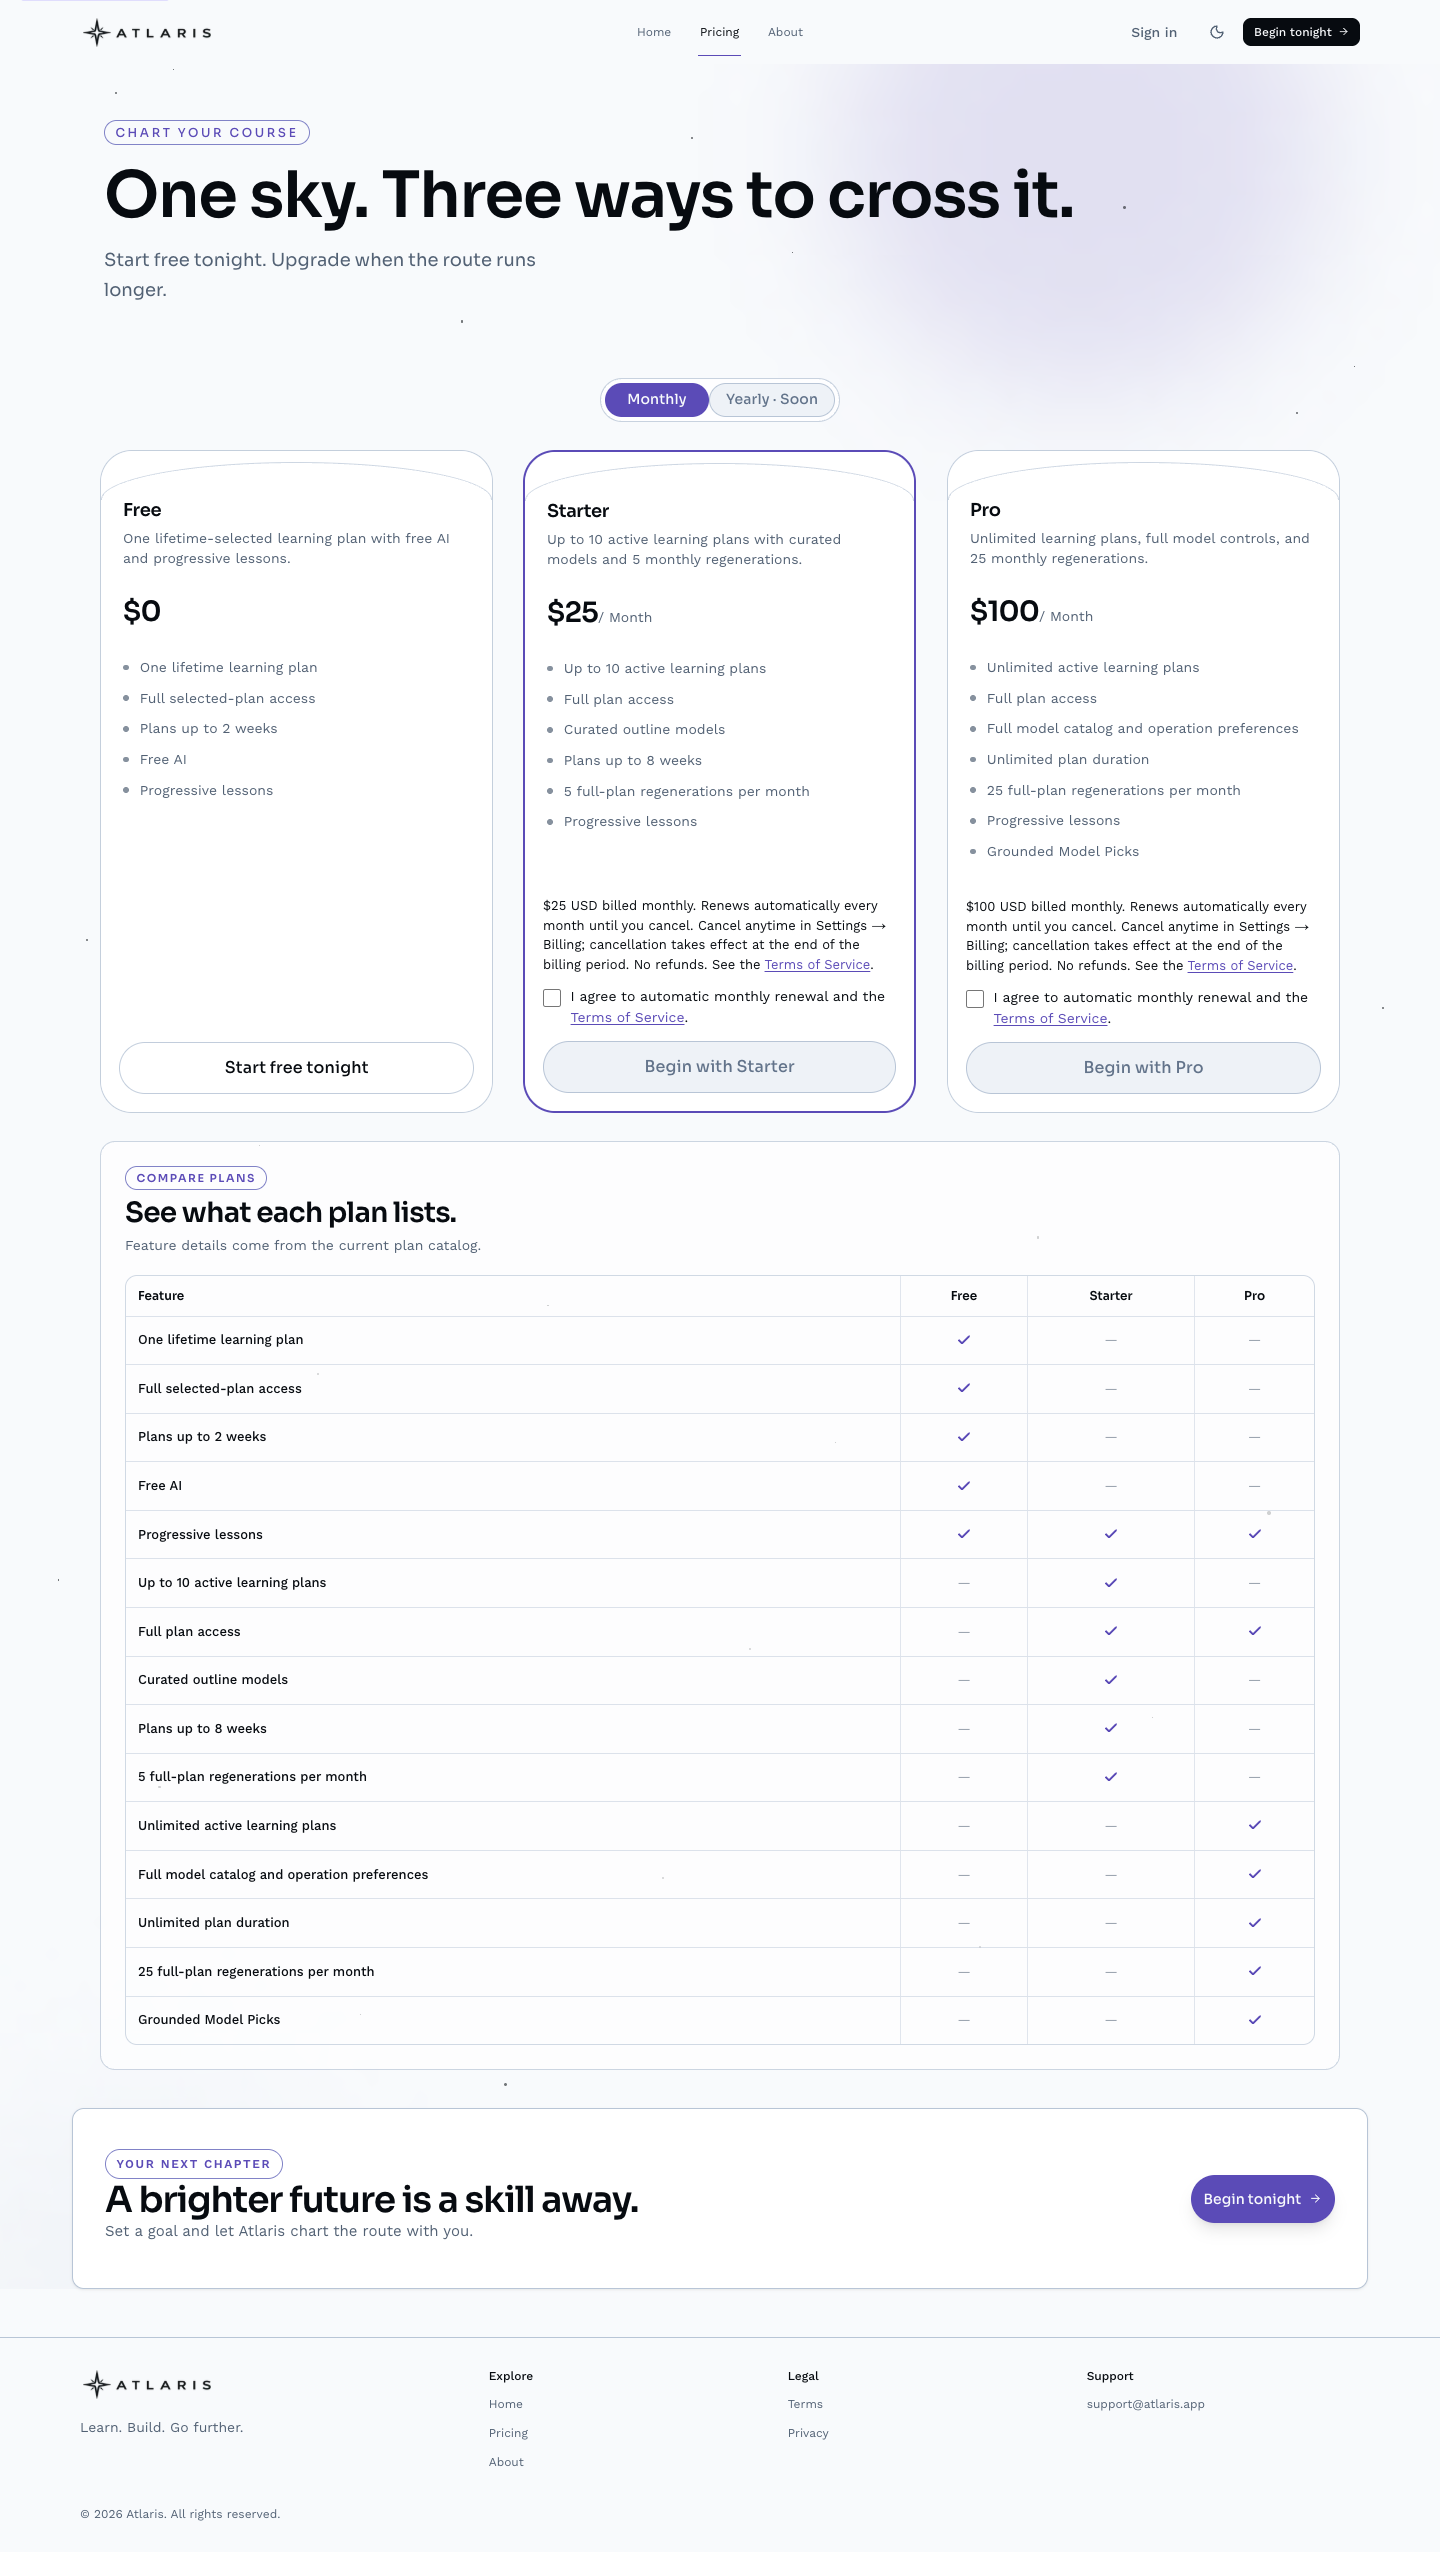 ATLARIS
Home
Pricing
About
Sign in
Begin tonight →
CHART YOUR COURSE
One sky. Three ways to cross it.
Start free tonight. Upgrade when the route runs
longer.
Monthly
Yearly · Soon
Free
One lifetime-selected learning plan with free AI
and progressive lessons.
$0
One lifetime learning plan
Full selected-plan access
Plans up to 2 weeks
Free AI
Progressive lessons
Start free tonight
Starter
Up to 10 active learning plans with curated
models and 5 monthly regenerations.
$25/ Month
Up to 10 active learning plans
Full plan access
Curated outline models
Plans up to 8 weeks
5 full-plan regenerations per month
Progressive lessons
$25 USD billed monthly. Renews automatically every
month until you cancel. Cancel anytime in Settings →
Billing; cancellation takes effect at the end of the
billing period. No refunds. See the Terms of Service.
I agree to automatic monthly renewal and the
Terms of Service.
Begin with Starter
Pro
Unlimited learning plans, full model controls, and
25 monthly regenerations.
$100/ Month
Unlimited active learning plans
Full plan access
Full model catalog and operation preferences
Unlimited plan duration
25 full-plan regenerations per month
Progressive lessons
Grounded Model Picks
$100 USD billed monthly. Renews automatically every
month until you cancel. Cancel anytime in Settings →
Billing; cancellation takes effect at the end of the
billing period. No refunds. See the Terms of Service.
I agree to automatic monthly renewal and the
Terms of Service.
Begin with Pro
COMPARE PLANS
See what each plan lists.
Feature details come from the current plan catalog.
Feature Free Starter Pro
One lifetime learning plan ✓ — —
Full selected-plan access ✓ — —
Plans up to 2 weeks ✓ — —
Free AI ✓ — —
Progressive lessons ✓ ✓ ✓
Up to 10 active learning plans — ✓ —
Full plan access — ✓ ✓
Curated outline models — ✓ —
Plans up to 8 weeks — ✓ —
5 full-plan regenerations per month — ✓ —
Unlimited active learning plans — — ✓
Full model catalog and operation preferences — — ✓
Unlimited plan duration — — ✓
25 full-plan regenerations per month — — ✓
Grounded Model Picks — — ✓
YOUR NEXT CHAPTER
A brighter future is a skill away.
Set a goal and let Atlaris chart the route with you.
Begin tonight →
ATLARIS
Learn. Build. Go further.
Explore
Home
Pricing
About
Legal
Terms
Privacy
Support
support@atlaris.app
© 2026 Atlaris. All rights reserved.